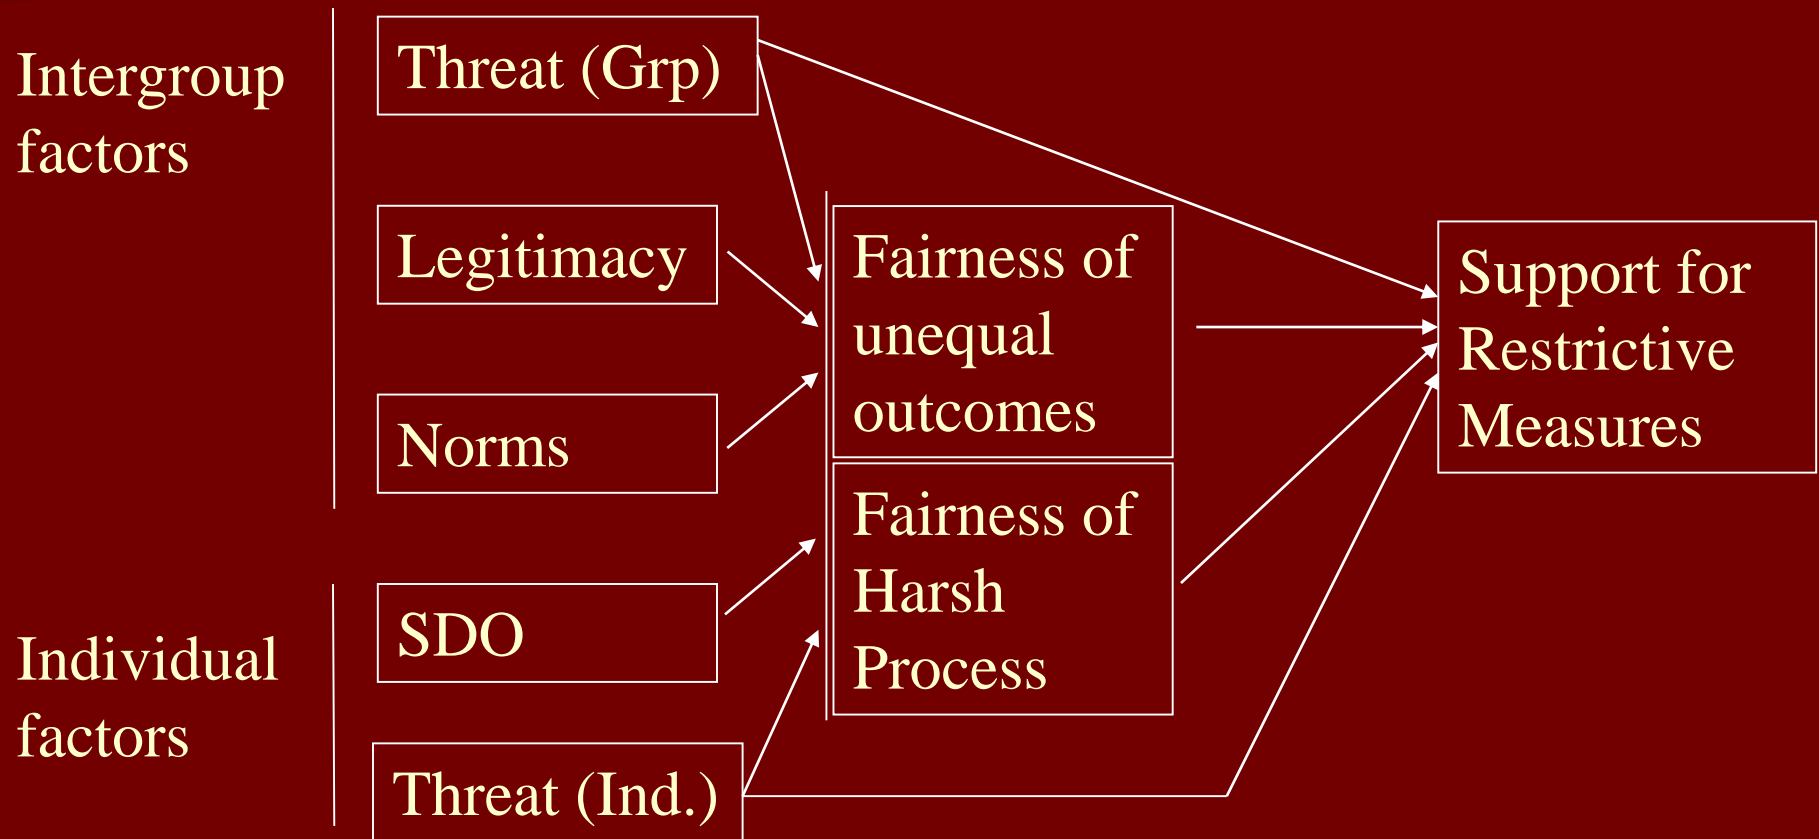 Intergroup
factors
Threat (Grp)
Legitimacy
Norms
Individual
factors
SDO
Threat (Ind.)
Fairness of
unequal
outcomes
Fairness of
Harsh
Process
Support for
Restrictive
Measures